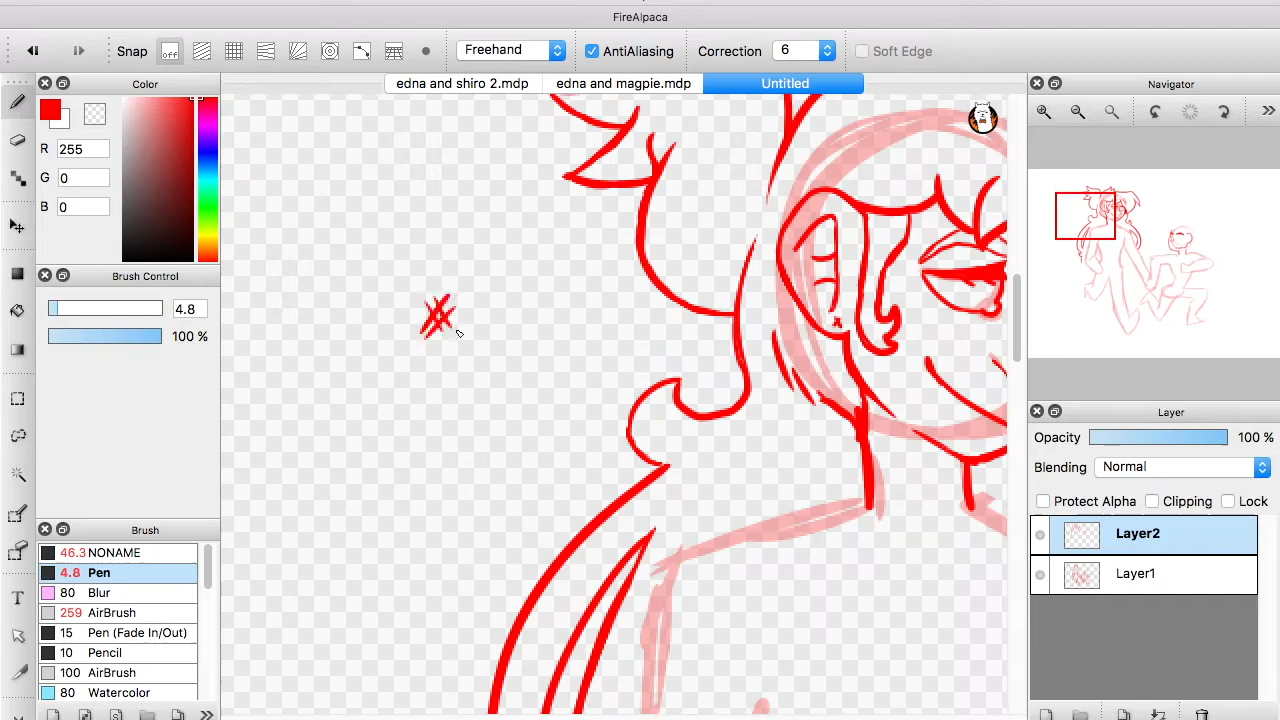 FireAlpaca
Snap off Freehand AntiAliasing Correction 6 Soft Edge
edna and shiro 2.mdp edna and magpie.mdp Untitled
Color
R 255
G 0
B 0
Brush Control
4.8
100 %
Brush
46.3 NONAME
4.8 Pen
80 Blur
259 AirBrush
15 Pen (Fade In/Out)
10 Pencil
100 AirBrush
80 Watercolor
T
Navigator
Layer
Opacity 100 %
Blending Normal
Protect Alpha Clipping Lock
Layer2
Layer1